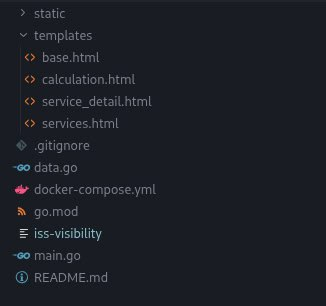 static
templates
base.html
calculation.html
service_detail.html
services.html
.gitignore
data.go
docker-compose.yml
go.mod
iss-visibility
main.go
README.md